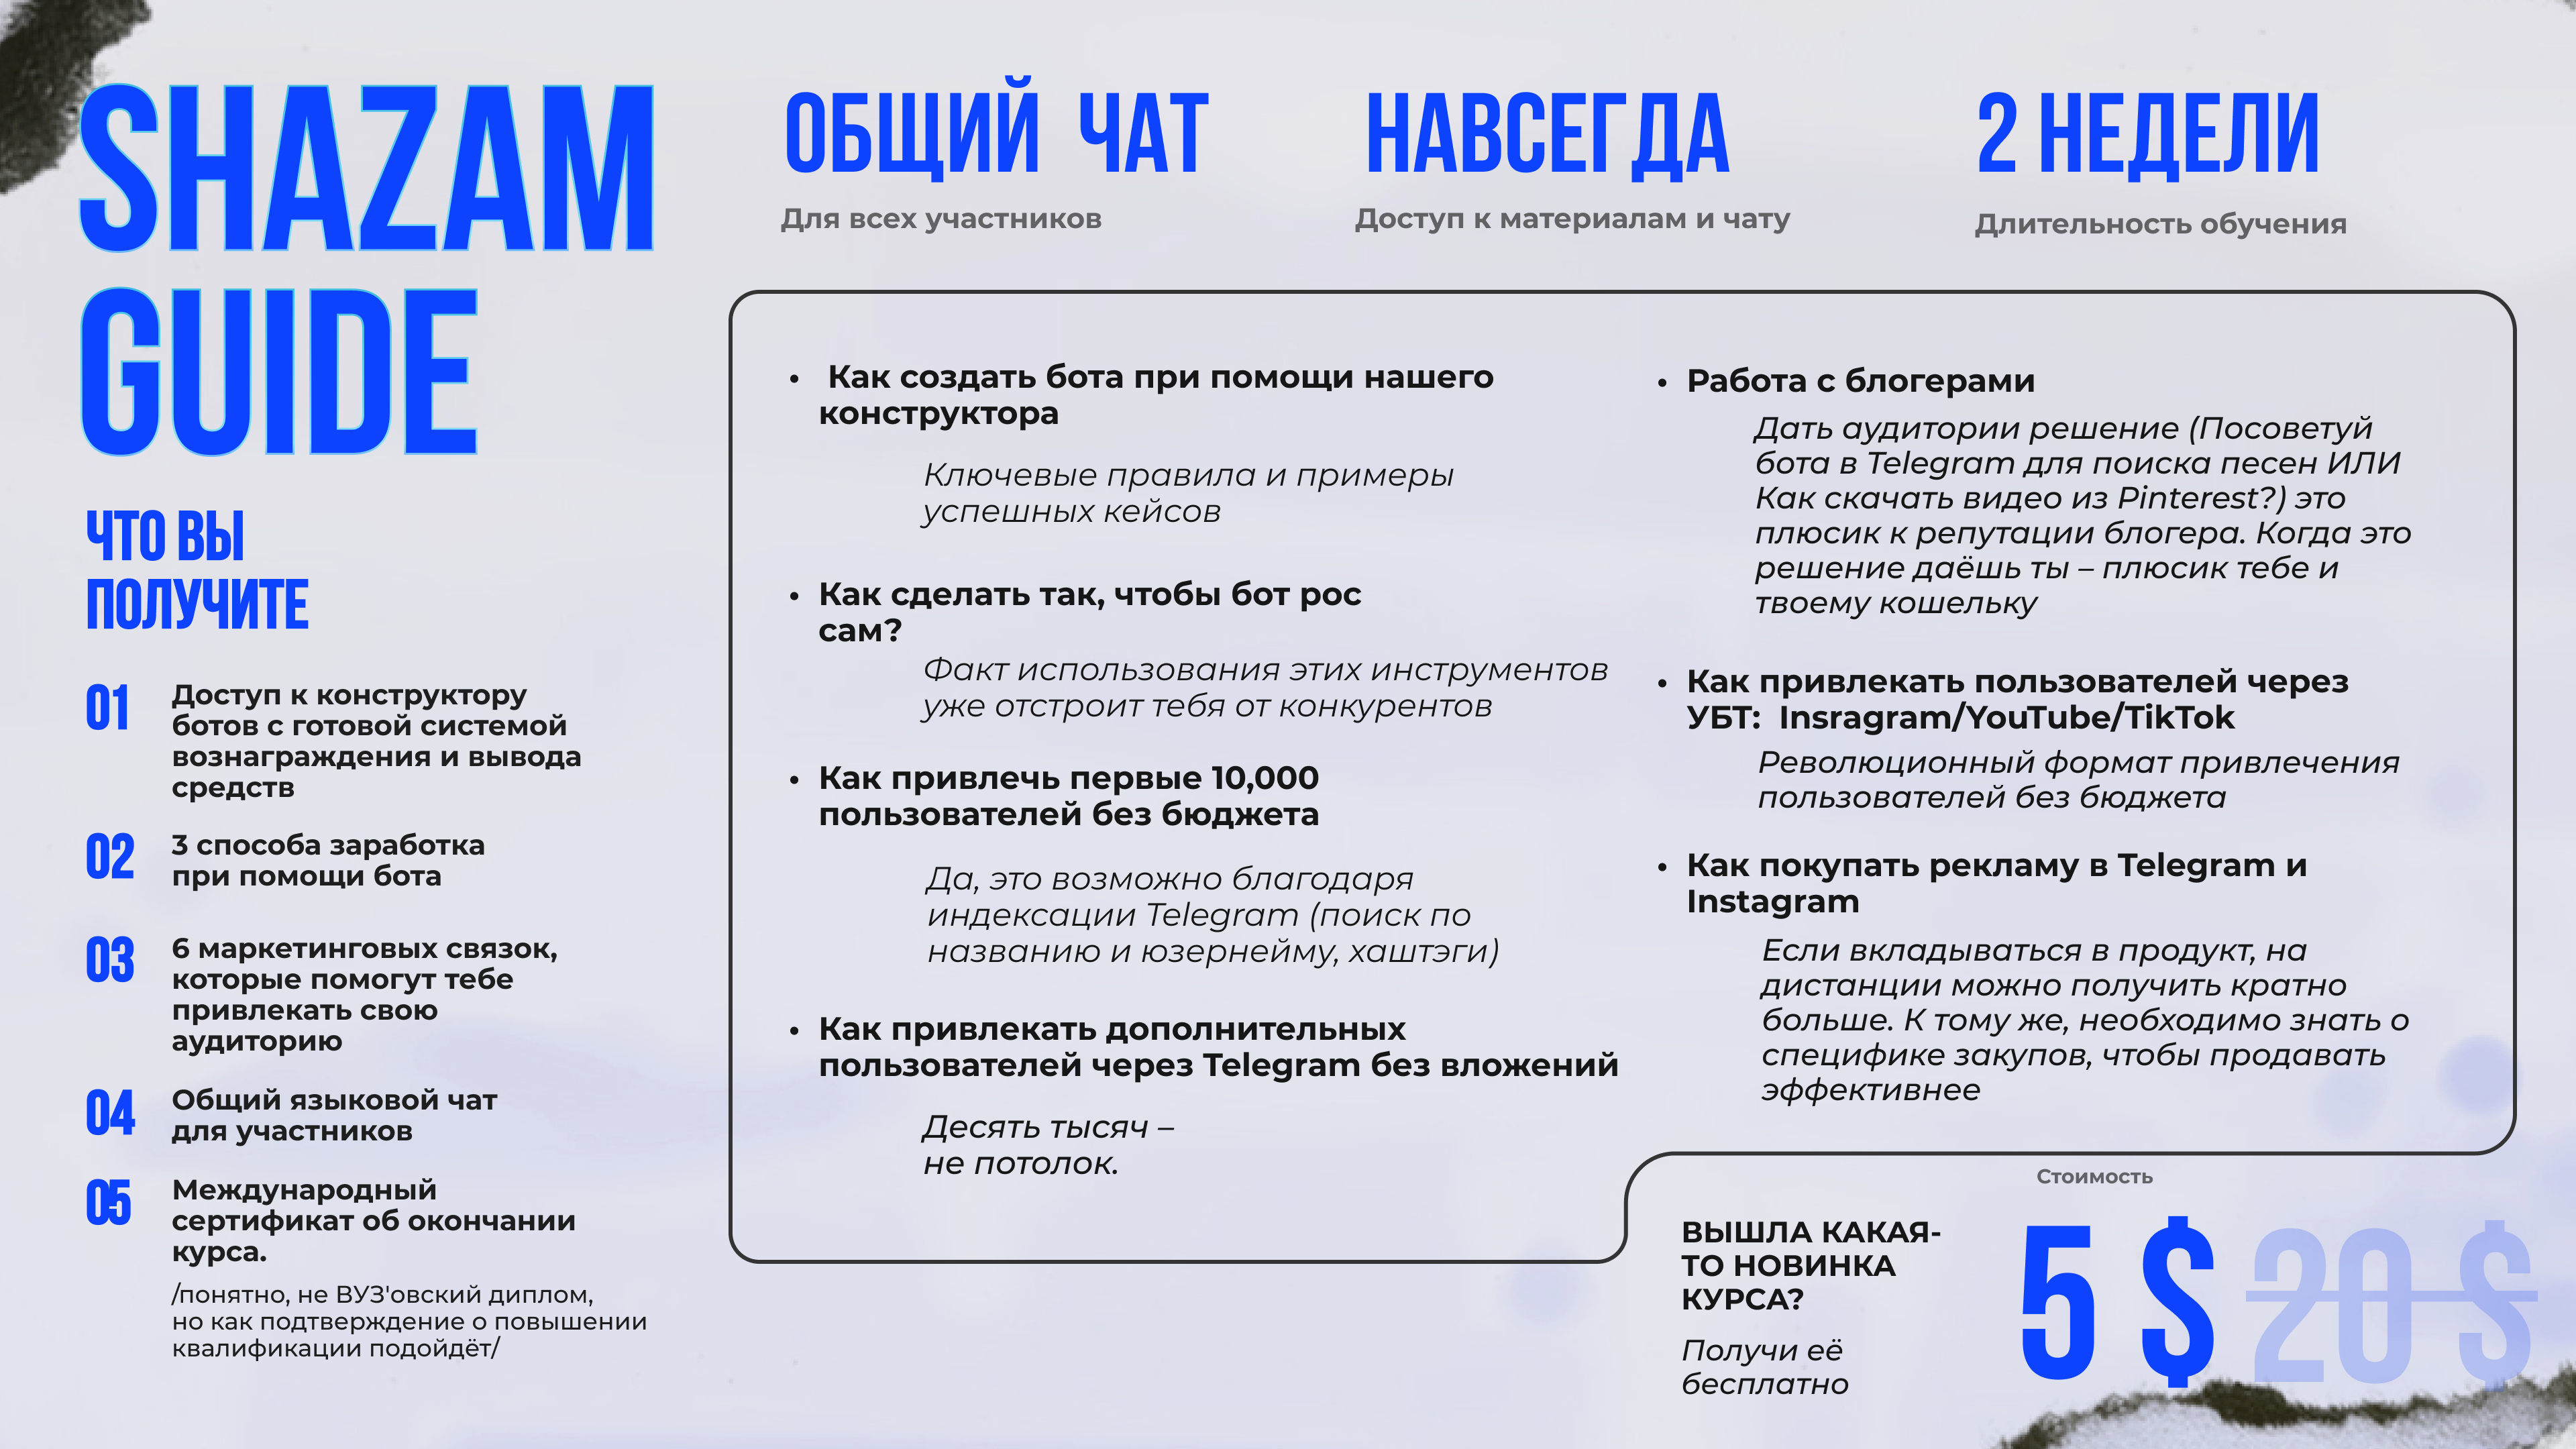 SHAZAM
GUIDE
ЧТО ВЫ
ПОЛУЧИТЕ
01
Доступ к конструктору
ботов с готовой системой
вознаграждения и вывода
средств
02
3 способа заработка
при помощи бота
03
6 маркетинговых связок,
которые помогут тебе
привлекать свою
аудиторию
04
Общий языковой чат
для участников
05
Международный
сертификат об окончании
курса.
/понятно, не ВУЗ'овский диплом,
но как подтверждение о повышении
квалификации подойдёт/
ОБЩИЙ ЧАТ
Для всех участников
НАВСЕГДА
Доступ к материалам и чату
2 НЕДЕЛИ
Длительность обучения
• Как создать бота при помощи нашего
конструктора
Ключевые правила и примеры
успешных кейсов
• Как сделать так, чтобы бот рос
сам?
Факт использования этих инструментов
уже отстроит тебя от конкурентов
• Как привлечь первые 10,000
пользователей без бюджета
Да, это возможно благодаря
индексации Telegram (поиск по
названию и юзернейму, хаштэги)
• Как привлекать дополнительных
пользователей через Telegram без вложений
Десять тысяч –
не потолок.
• Работа с блогерами
Дать аудитории решение (Посоветуй
бота в Telegram для поиска песен ИЛИ
Как скачать видео из Pinterest?) это
плюсик к репутации блогера. Когда это
решение даёшь ты – плюсик тебе и
твоему кошельку
• Как привлекать пользователей через
УБТ: Insragram/YouTube/TikTok
Революционный формат привлечения
пользователей без бюджета
• Как покупать рекламу в Telegram и
Instagram
Если вкладываться в продукт, на
дистанции можно получить кратно
больше. К тому же, необходимо знать о
специфике закупов, чтобы продавать
эффективнее
ВЫШЛА КАКАЯ-
ТО НОВИНКА
КУРСА?
Получи её
бесплатно
Стоимость
5 $ 20 $